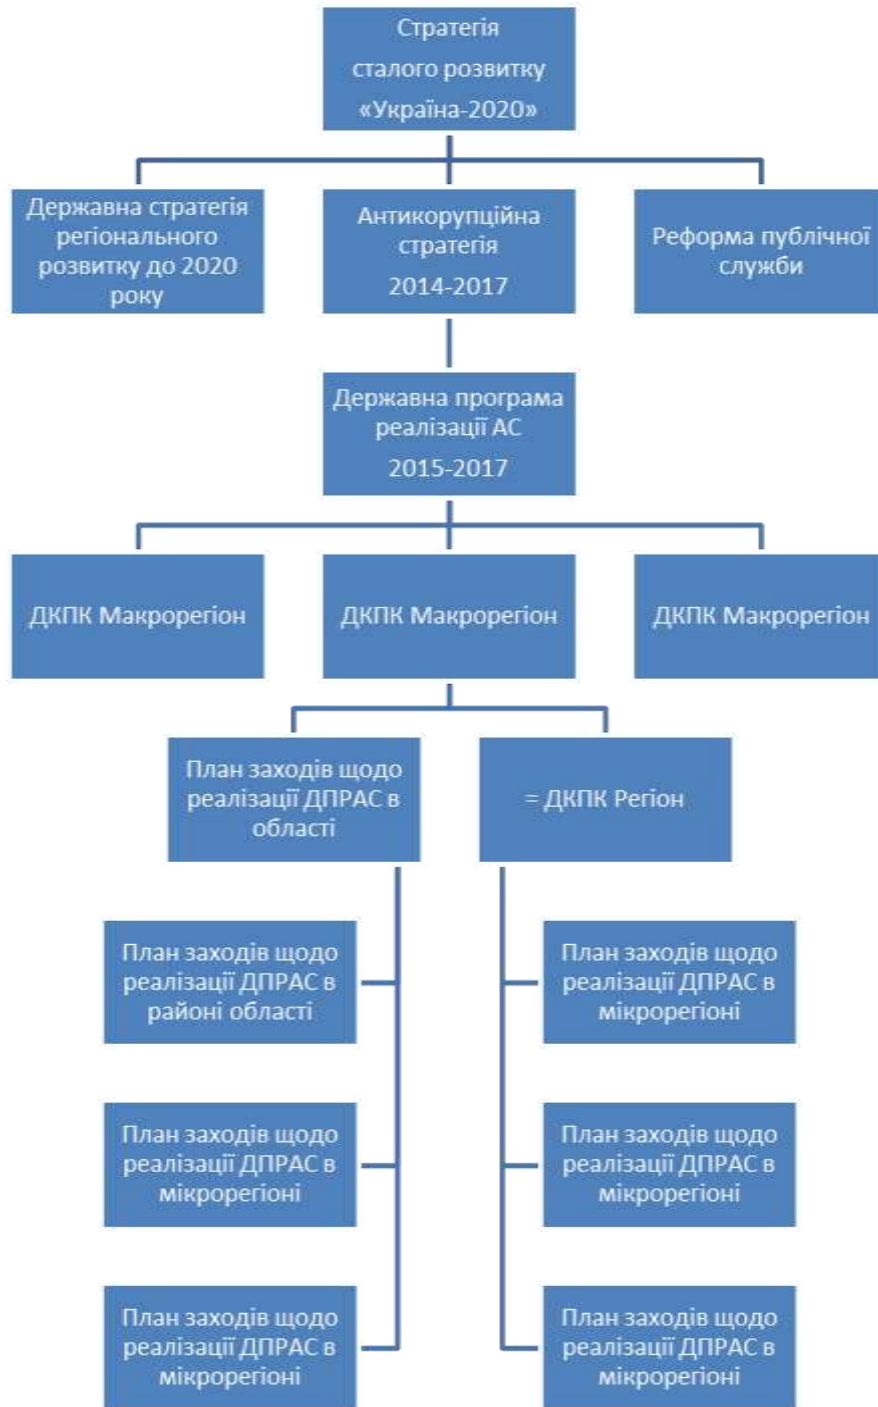 Стратегія
сталого розвитку
«Україна-2020»
Державна стратегія
регіонального
розвитку до 2020
року
Антикорупційна
стратегія
2014-2017
Реформа публічної
служби
Державна програма
реалізації АС
2015-2017
ДКПК Макрорегіон
ДКПК Макрорегіон
ДКПК Макрорегіон
План заходів щодо
реалізації ДПРАС в
області
= ДКПК Регіон
План заходів щодо
реалізації ДПРАС в
районі області
План заходів щодо
реалізації ДПРАС в
мікрорегіоні
План заходів щодо
реалізації ДПРАС в
мікрорегіоні
План заходів щодо
реалізації ДПРАС в
мікрорегіоні
План заходів щодо
реалізації ДПРАС в
мікрорегіоні
План заходів щодо
реалізації ДПРАС в
мікрорегіоні